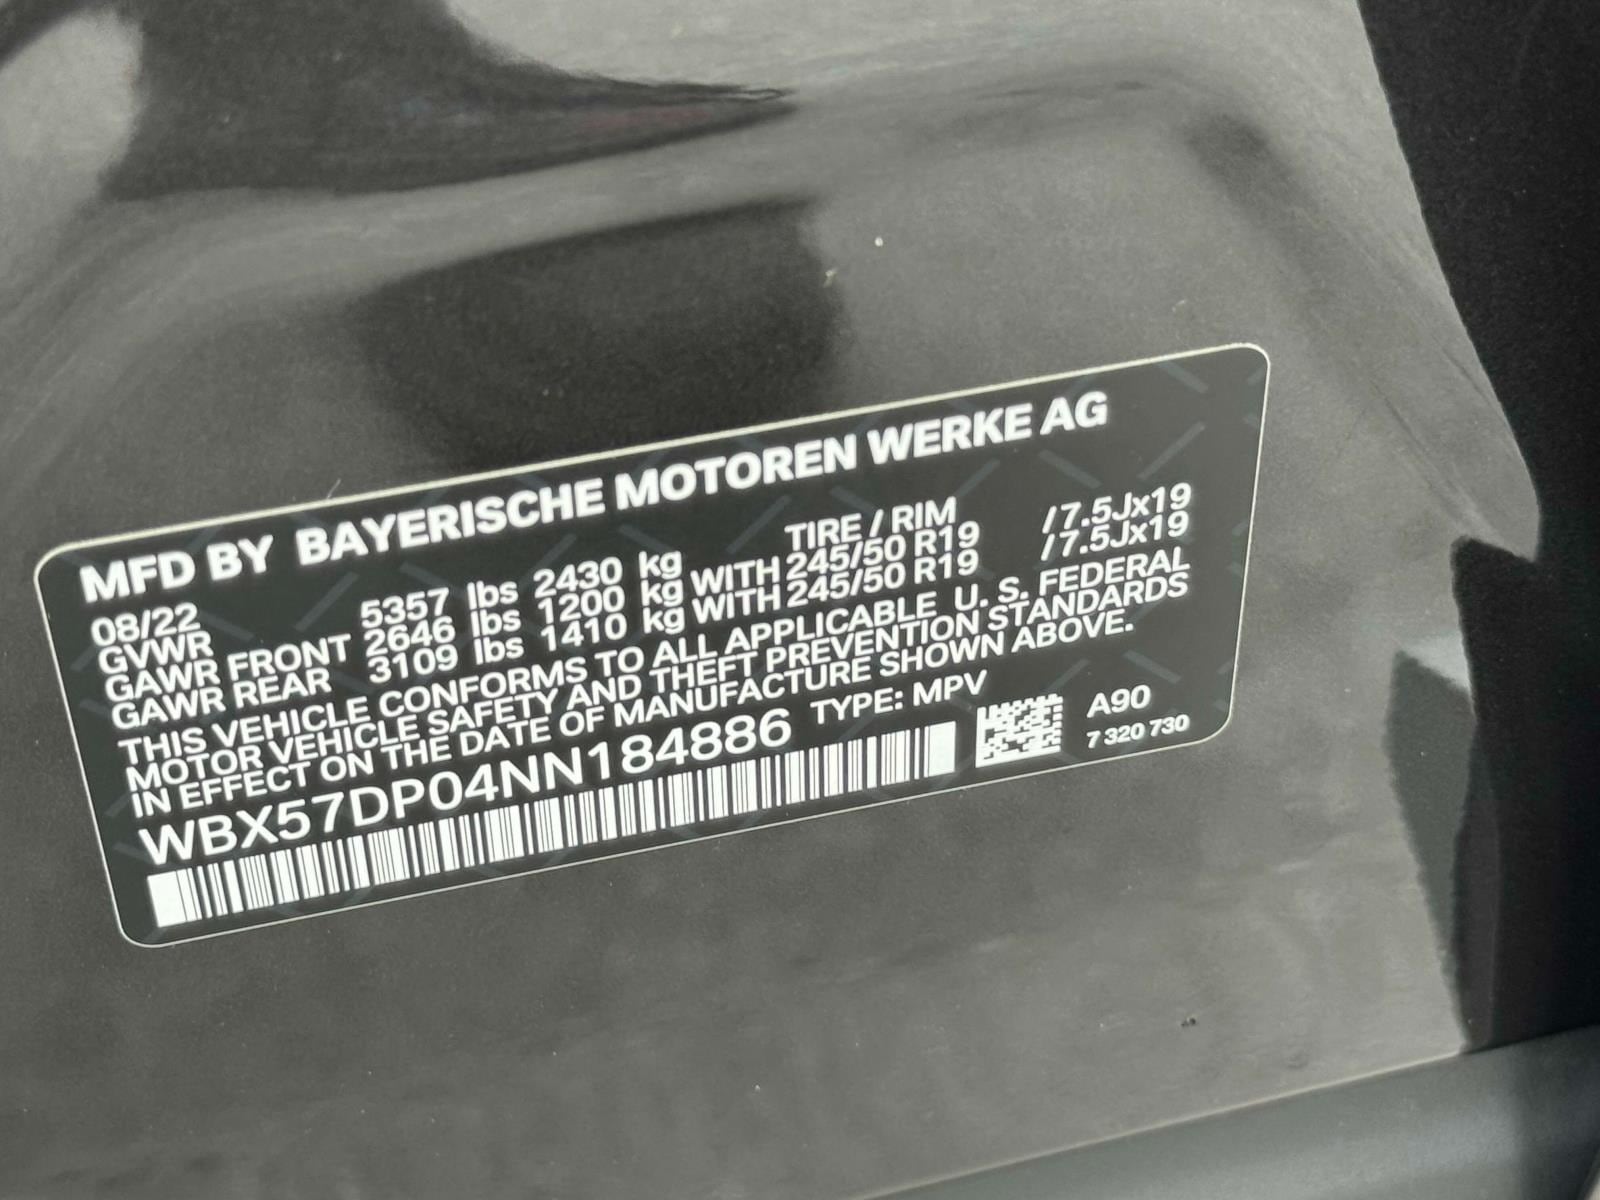 MFD BY BAYERISCHE MOTOREN WERKE AG
08/22 TIRE / RIM
GVWR 5357 lbs 2430 kg
GAWR FRONT 2646 lbs 1200 kg WITH 245/50 R19 /7.5Jx19
GAWR REAR 3109 lbs 1410 kg WITH 245/50 R19 /7.5Jx19
THIS VEHICLE CONFORMS TO ALL APPLICABLE U. S. FEDERAL
MOTOR VEHICLE SAFETY AND THEFT PREVENTION STANDARDS
IN EFFECT ON THE DATE OF MANUFACTURE SHOWN ABOVE.
WBX57DP04NN184886 TYPE: MPV
A90
7 320 730